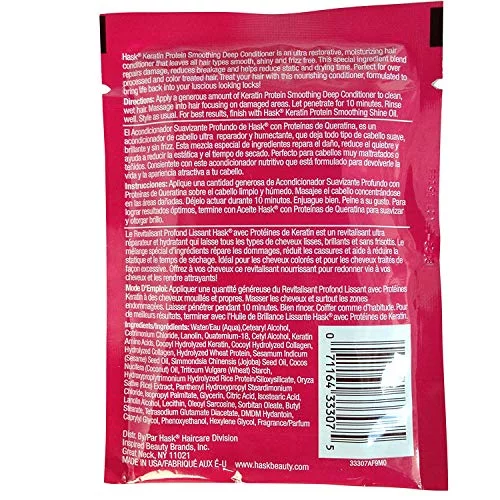 Hask® Keratin Protein Smoothing Deep Conditioner is an ultra restorative, moisturizing hair
conditioner that leaves all hair types smooth, shiny and frizz free. This special ingredient blend
repairs damage, reduces breakage and helps reduce static and drying time. Perfect for over
processed and color treated hair. Treat your hair with this nourishing conditioner, formulated to
bring life back into your luscious looking locks!
Directions: Apply a generous amount of Keratin Protein Smoothing Deep Conditioner to clean,
wet hair. Massage into hair focusing on damaged areas. Let penetrate for 10 minutes. Rinse
well. Style as usual. For best results, finish with Hask® Keratin Protein Smoothing Shine Oil.
El Acondicionador Suavizante Profundo de Hask® con Proteínas de Queratina, es un
acondicionador de cabello ultra reparador y humectante, que deja todo tipo de cabello suave,
brillante y sin frizz. Esta mezcla especial de ingredientes repara el daño, reduce el quiebre y
ayuda a reducir la estática y el tiempo de secado. Perfecto para cabellos muy maltratados o
teñidos. Consientete con este acondicionador nutritivo que está formulado para devolverle la
vida y la apariencia atractiva a tu cabello.
Instrucciones: Aplique una cantidad generosa de Acondicionador Suavizante Profundo con
Proteínas de Queratina sobre el cabello limpio y húmedo. Masajea el cabello concentrándose
en las áreas dañadas. Déjelo actuar durante 10 minutos. Enjuague bien. Peine a su gusto. Para
lograr resultados óptimos, termine con Aceite Hask® con Proteínas de Queratina para suavizar
y otorgar brillo.
Le Revitalisant Profond Lissant Hask® avec Protéines de Keratin est un revitalisant ultra
réparateur et hydratant qui laisse tous les types de cheveux lisses, brillants et sans frisottis. Le
mélange spécial d'ingrédients répare les dommages, réduit les cassures et aide à réduire la
statique et le temps de séchage. Idéal pour les cheveux colorés et pour les cheveux traités de
façon excessive. Offrez à vos cheveux ce revitalisant nourrissant pour redonner vie à vos
cheveux et les rendre attrayants!
Mode D'Emploi: Appliquer une quantité généreuse du Revitalisant Profond Lissant avec Protéines
Keratin à des cheveux mouillés et propres. Masser les cheveux et surtout les zones
endommagées. Laisser pénétrer pendant 10 minutes. Bien rincer. Coiffer comme d'habitude. Pour
de meilleurs résultats, terminer avec l'Huile de Brillance Lissante Hask® avec Protéines de Keratin.
Ingredients/Ingrédients: Water/Eau (Aqua),Cetearyl Alcohol,
Cetrimonium Chloride, Lanolin, Quaternium-18, Cetyl Alcohol, Keratin
Amino Acids, Cocoyl Hydrolyzed Keratin, Cocoyl Hydrolyzed Collagen,
Hydrolyzed Collagen, Hydrolyzed Wheat Protein, Sesamum Indicum
(Sesame) Seed Oil, Simmondsia Chinensis (Jojoba) Seed Oil, Cocos
Nucifera (Coconut) Oil, Triticum Vulgare (Wheat) Starch,
Hydroxypropyltrimonium Hydrolyzed Rice Protein/Siloxysilicate, Oryza
Sativa (Rice) Extract, Panthenyl Hydroxypropyl Steardimonium
Chloride, Isopropyl Palmitate, Glycerin, Citric Acid, Isostearic Acid,
Lanolin Alcohol, Lecithin, Oleyl Sarcosine, Sorbitan Oleate, Butyl
Stearate, Tetrasodium Glutamate Diacetate, DMDM Hydantoin,
Caprylyl Glycol, Phenoxyethanol, Hexylene Glycol, Fragrance/Parfum
Distr. By/Par Hask® Haircare Division
Inspired Beauty Brands, Inc.
Great Neck, NY 11021
MADE IN USA/FABRIQUÉ AUX É-U
www.haskbeauty.com
33307AF9M0
0 71164 33307 5